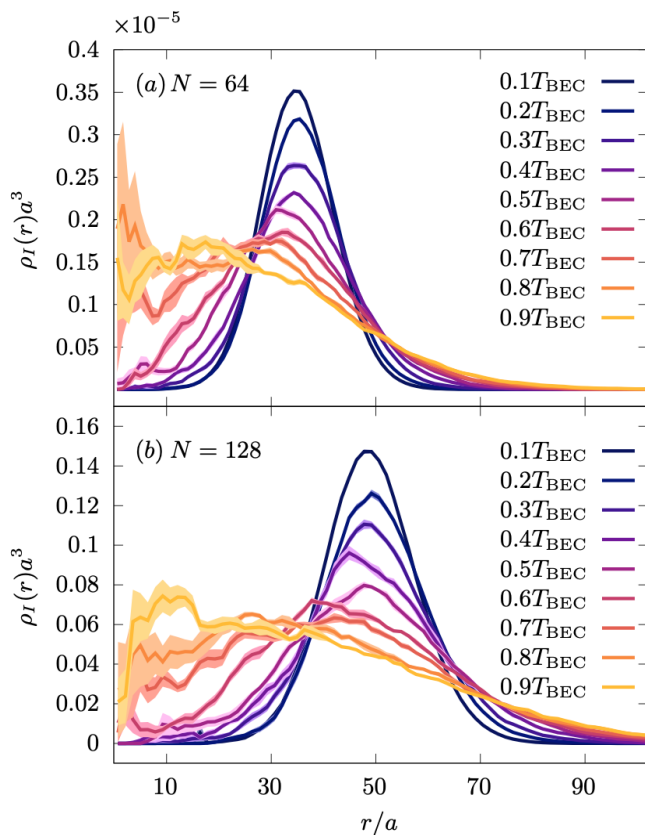 ×10⁻⁵
0.4
0.35
0.3
0.25
0.2
0.15
0.1
0.05
ρ_I(r)a³
(a) N = 64
0.1T_BEC
0.2T_BEC
0.3T_BEC
0.4T_BEC
0.5T_BEC
0.6T_BEC
0.7T_BEC
0.8T_BEC
0.9T_BEC
0.16
0.14
0.12
0.1
0.08
0.06
0.04
0.02
0
ρ_I(r)a³
(b) N = 128
0.1T_BEC
0.2T_BEC
0.3T_BEC
0.4T_BEC
0.5T_BEC
0.6T_BEC
0.7T_BEC
0.8T_BEC
0.9T_BEC
10 30 50 70 90
r/a